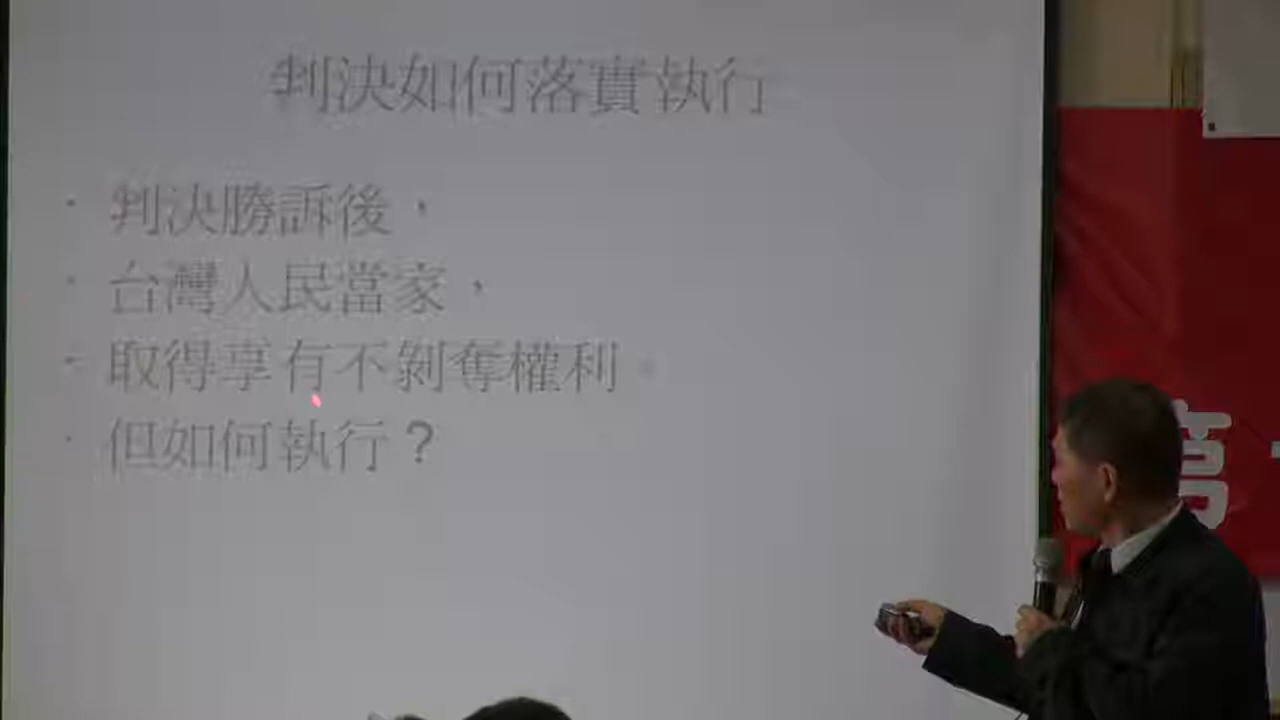 判決如何落實執行
· 判決勝訴後，
· 台灣人民當家，
· 取得享有不剝奪權利。
· 但如何執行？